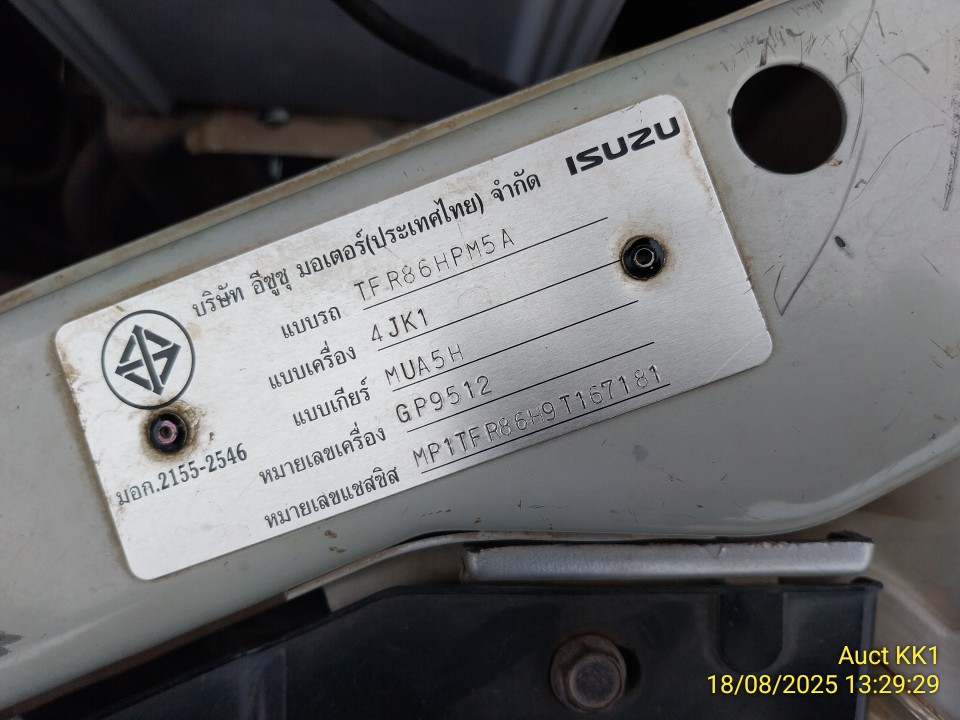 ISUZU
บริษัท อีซูซุ มอเตอร์(ประเทศไทย) จำกัด
แบบรถ TFR86HPM5A
แบบเครื่อง 4JK1
แบบเกียร์ MUA5H
หมายเลขเครื่อง GP9512
หมายเลขแชสซิส MP1TFR86H9T167181
มอก.2155-2546
Auct KK1
18/08/2025 13:29:29